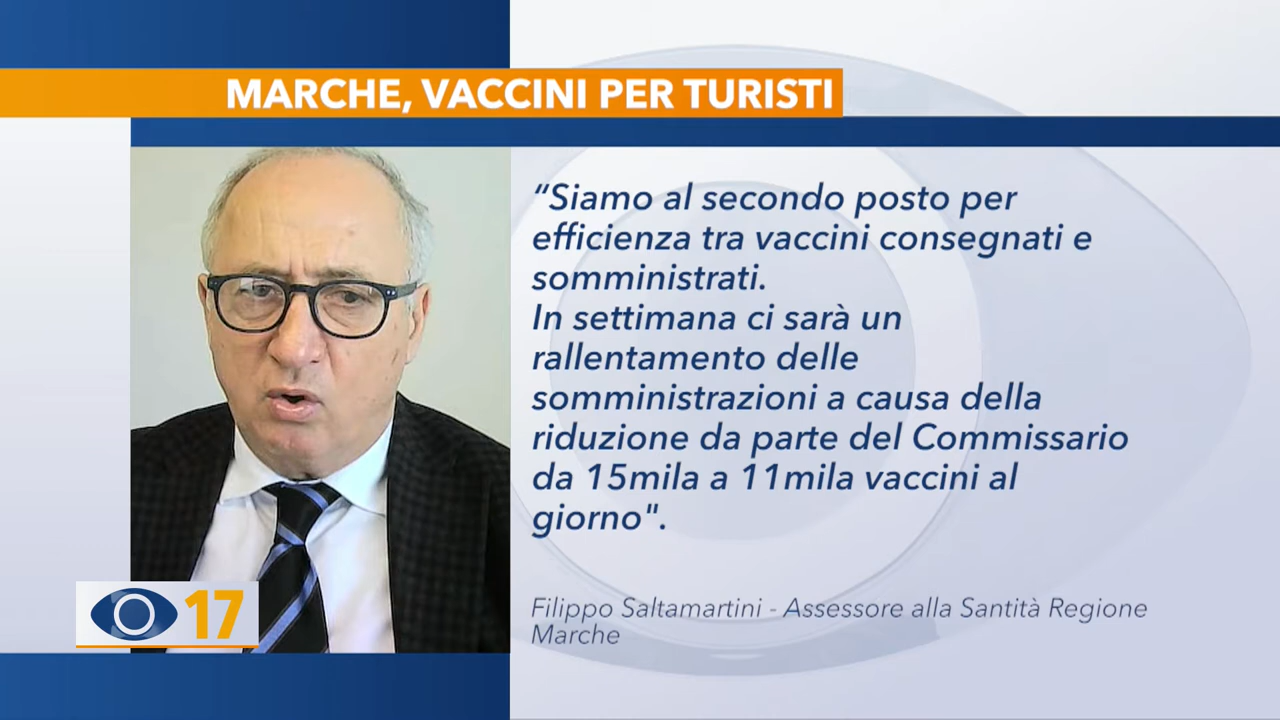 MARCHE, VACCINI PER TURISTI
“Siamo al secondo posto per
efficienza tra vaccini consegnati e
somministrati.
In settimana ci sarà un
rallentamento delle
somministrazioni a causa della
riduzione da parte del Commissario
da 15mila a 11mila vaccini al
giorno".
Filippo Saltamartini - Assessore alla Santità Regione
Marche
17